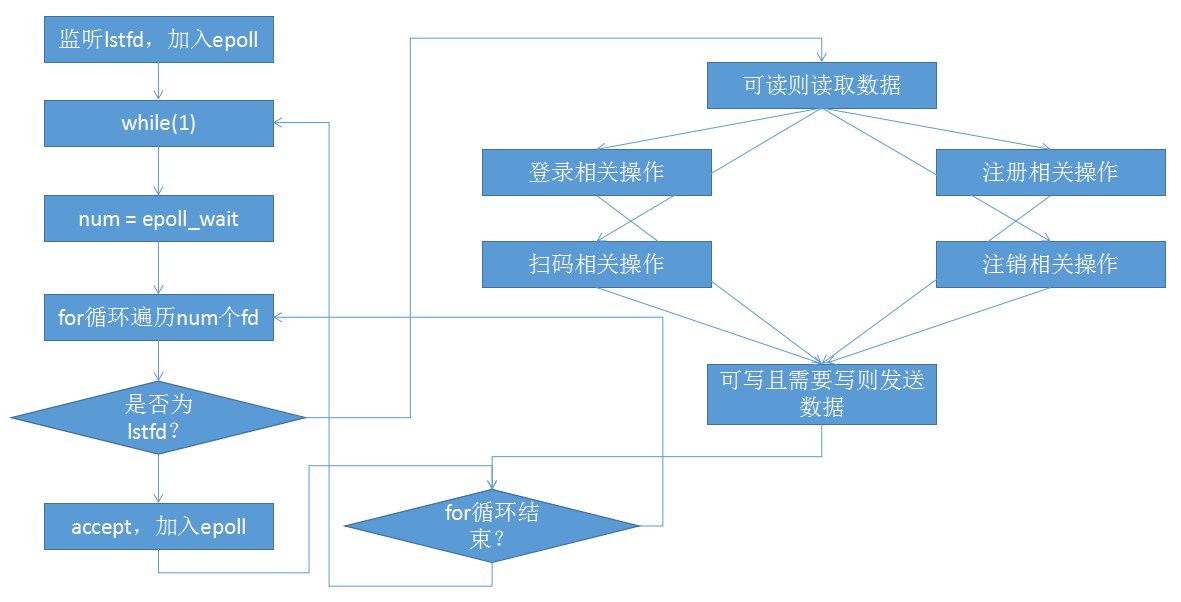 监听lstfd，加入epoll
while(1)
num = epoll_wait
for循环遍历num个fd
是否为
lstfd？
accept，加入epoll
for循环结
束？
可读则读取数据
登录相关操作
注册相关操作
扫码相关操作
注销相关操作
可写且需要写则发送
数据